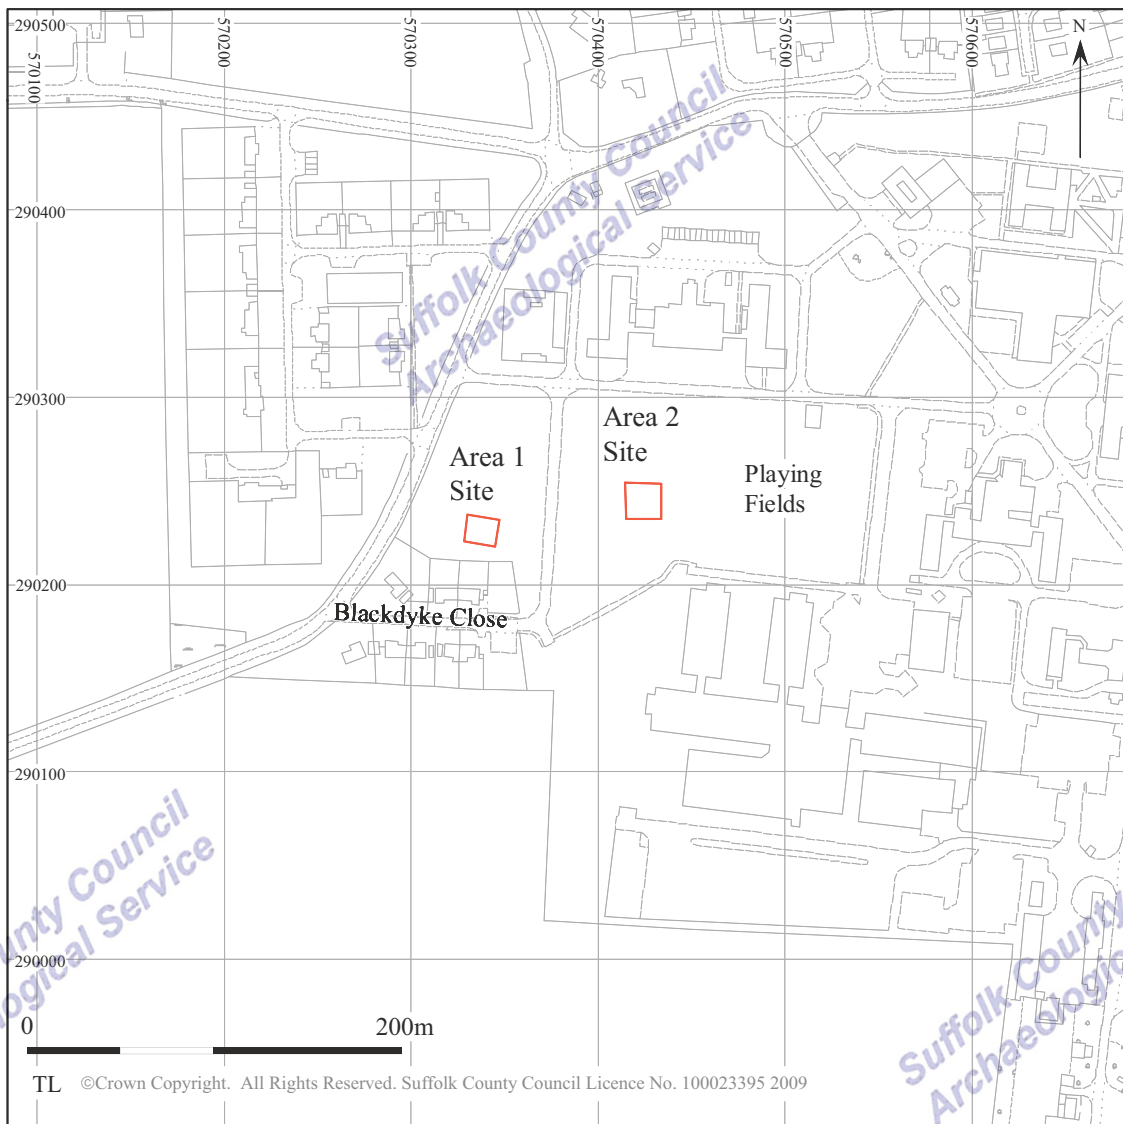 290500
570100
570200
570300
570400
570500
570600
N
Suffolk County Council
Archaeological Service
290400
290300
Area 1
Site
Area 2
Site
Playing
Fields
290200
Blackdyke Close
290100
unty Council
ological Service
290000
Suffolk County
Archaeologic
0
200m
TL
©Crown Copyright. All Rights Reserved. Suffolk County Council Licence No. 100023395 2009